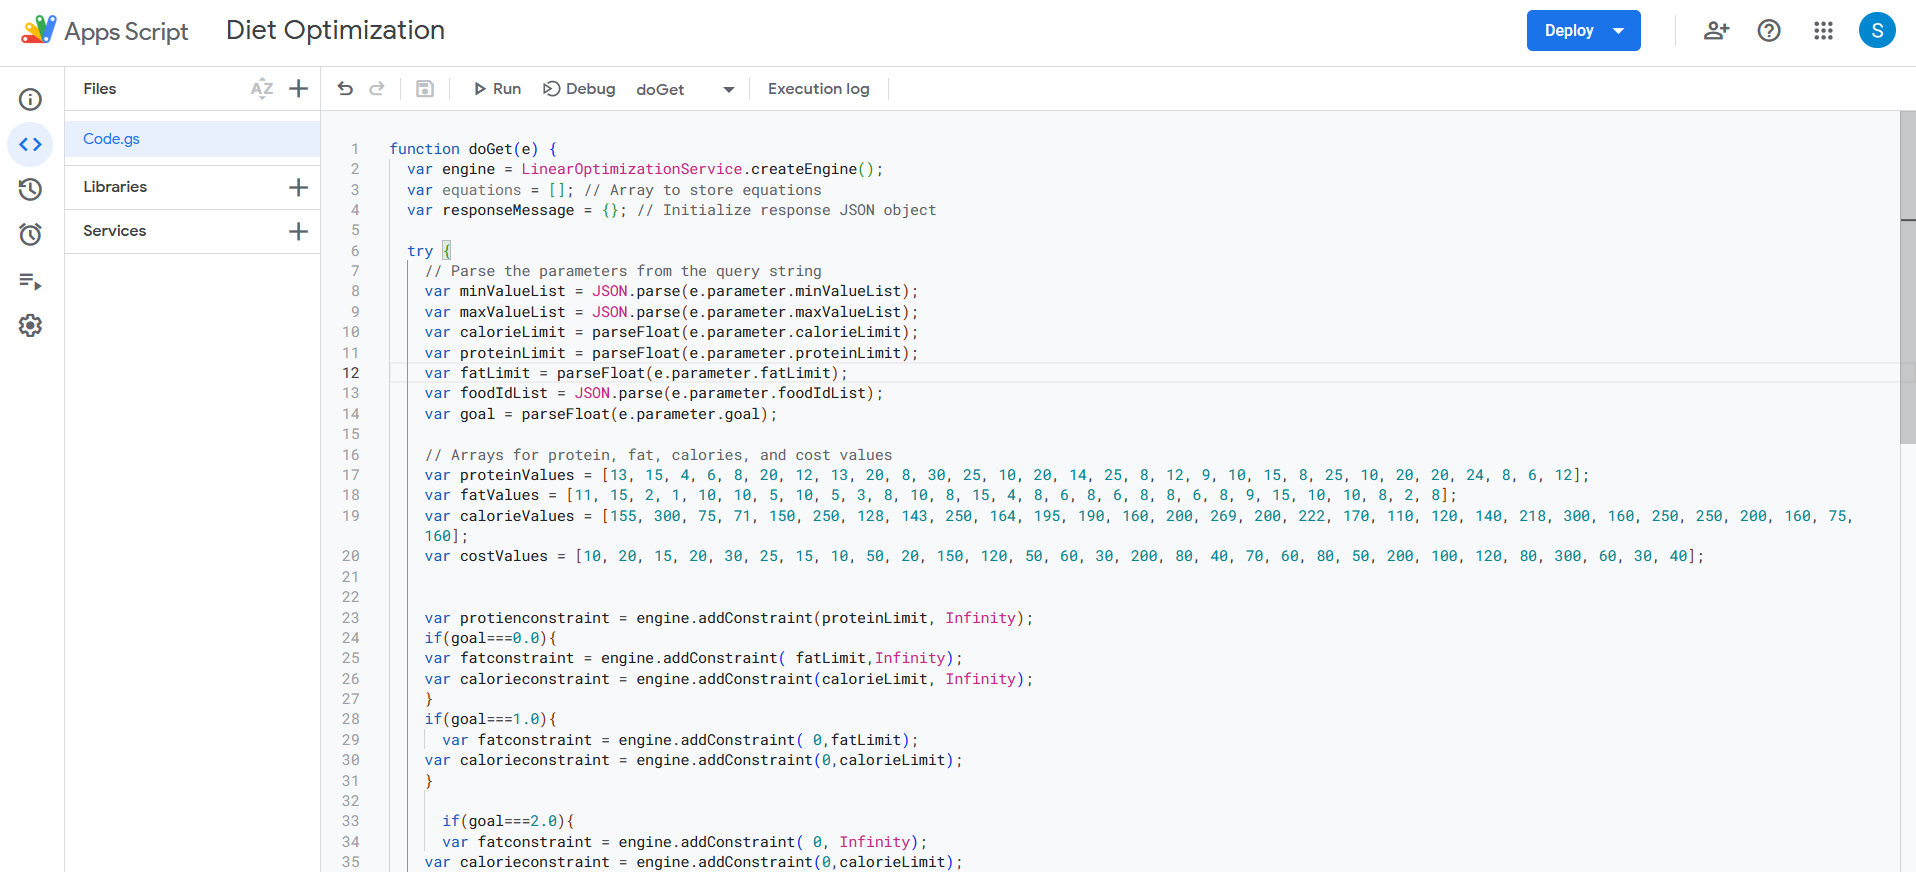 Apps Script
Diet Optimization
Deploy
S
Files
AZ
Run
Debug
doGet
Execution log
Code.gs
Libraries
Services
1 function doGet(e) {
2 var engine = LinearOptimizationService.createEngine();
3 var equations = []; // Array to store equations
4 var responseMessage = {}; // Initialize response JSON object
5
6 try {
7 // Parse the parameters from the query string
8 var minValueList = JSON.parse(e.parameter.minValueList);
9 var maxValueList = JSON.parse(e.parameter.maxValueList);
10 var calorieLimit = parseFloat(e.parameter.calorieLimit);
11 var proteinLimit = parseFloat(e.parameter.proteinLimit);
12 var fatLimit = parseFloat(e.parameter.fatLimit);
13 var foodIdList = JSON.parse(e.parameter.foodIdList);
14 var goal = parseFloat(e.parameter.goal);
15
16 // Arrays for protein, fat, calories, and cost values
17 var proteinValues = [13, 15, 4, 6, 8, 20, 12, 13, 20, 8, 30, 25, 10, 20, 14, 25, 8, 12, 9, 10, 15, 8, 25, 10, 20, 20, 24, 8, 6, 12];
18 var fatValues = [11, 15, 2, 1, 10, 10, 5, 10, 5, 3, 8, 10, 8, 15, 4, 8, 6, 8, 6, 8, 8, 6, 8, 9, 15, 10, 10, 8, 2, 8];
19 var calorieValues = [155, 300, 75, 71, 150, 250, 128, 143, 250, 164, 195, 190, 160, 200, 269, 200, 222, 170, 110, 120, 140, 218, 300, 160, 250, 250, 200, 160, 75,
160];
20 var costValues = [10, 20, 15, 20, 30, 25, 15, 10, 50, 20, 150, 120, 50, 60, 30, 200, 80, 40, 70, 60, 80, 50, 200, 100, 120, 80, 300, 60, 30, 40];
21
22
23 var protienconstraint = engine.addConstraint(proteinLimit, Infinity);
24 if(goal===0.0){
25 var fatconstraint = engine.addConstraint( fatLimit,Infinity);
26 var calorieconstraint = engine.addConstraint(calorieLimit, Infinity);
27 }
28 if(goal===1.0){
29 var fatconstraint = engine.addConstraint( 0,fatLimit);
30 var calorieconstraint = engine.addConstraint(0,calorieLimit);
31 }
32
33 if(goal===2.0){
34 var fatconstraint = engine.addConstraint( 0, Infinity);
35 var calorieconstraint = engine.addConstraint(0,calorieLimit);